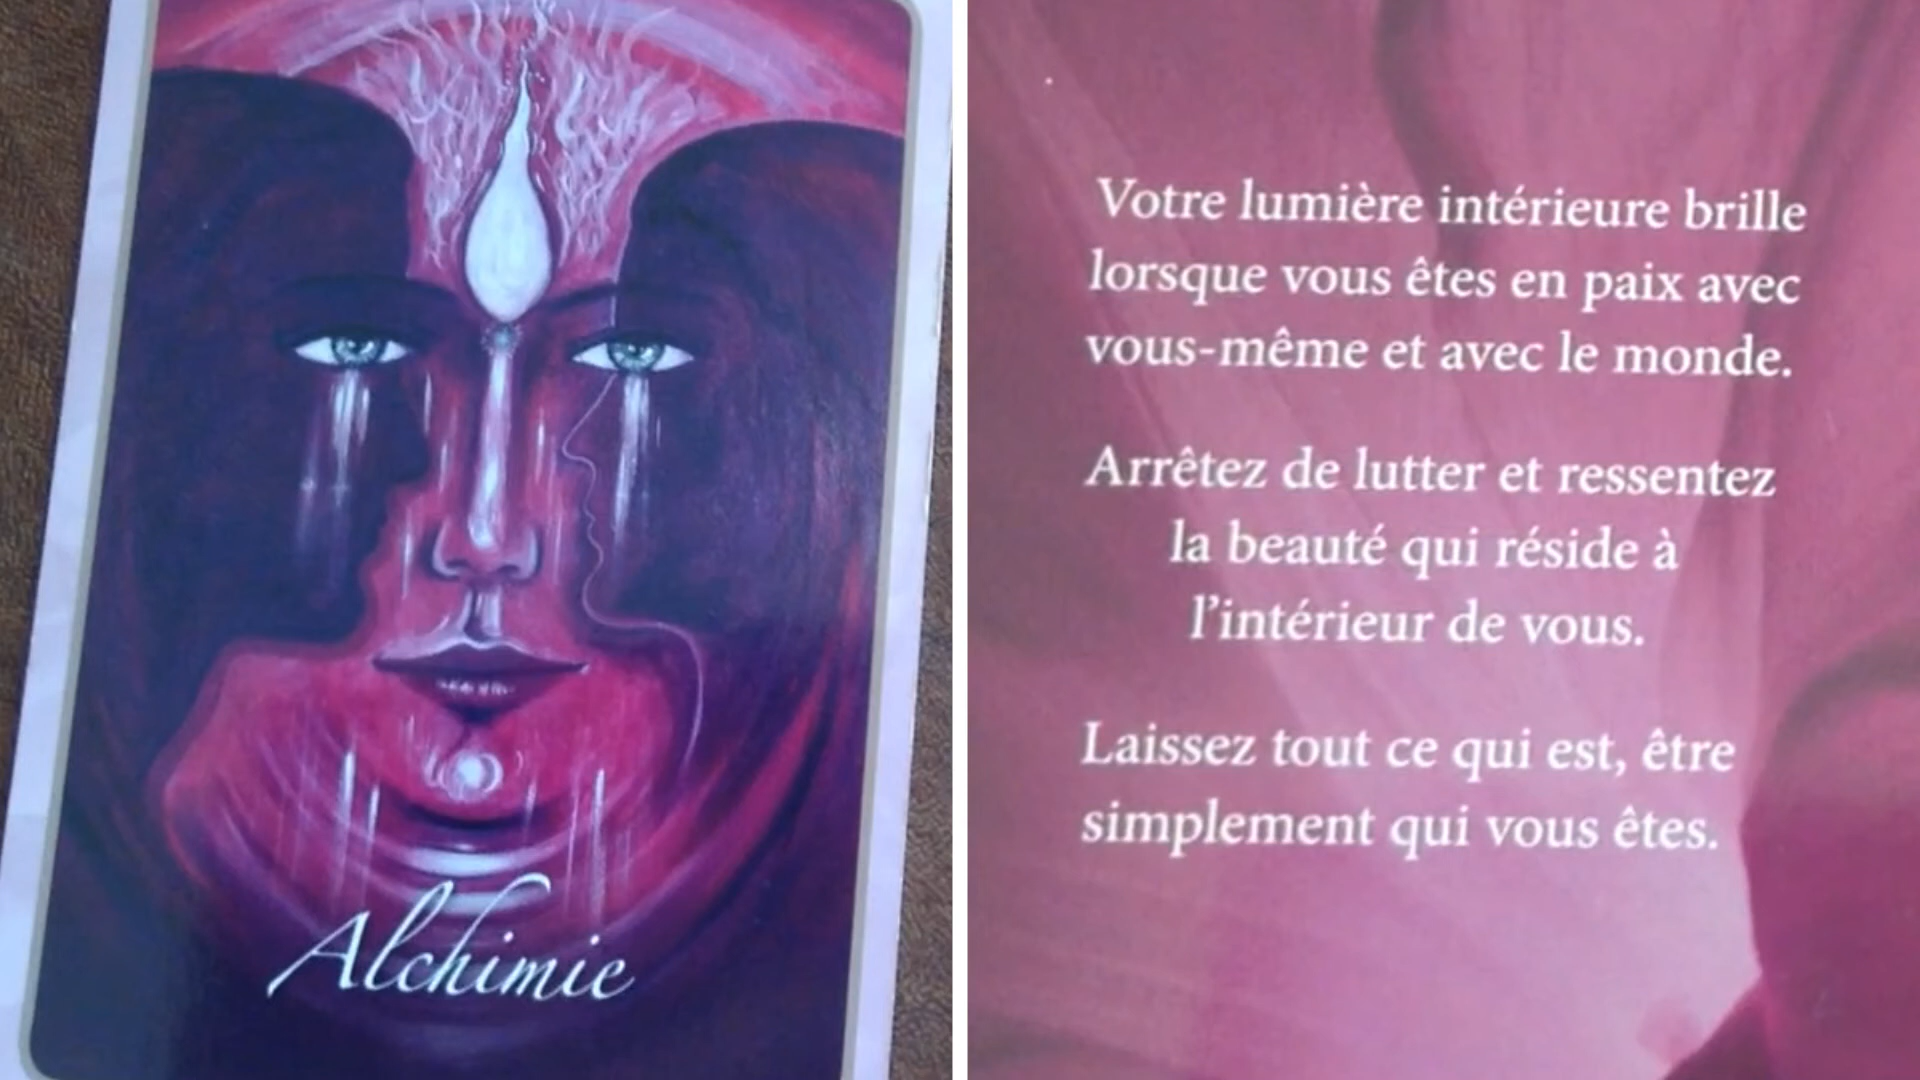 Alchimie
Votre lumière intérieure brille
lorsque vous êtes en paix avec
vous-même et avec le monde.
Arrêtez de lutter et ressentez
la beauté qui réside à
l’intérieur de vous.
Laissez tout ce qui est, être
simplement qui vous êtes.